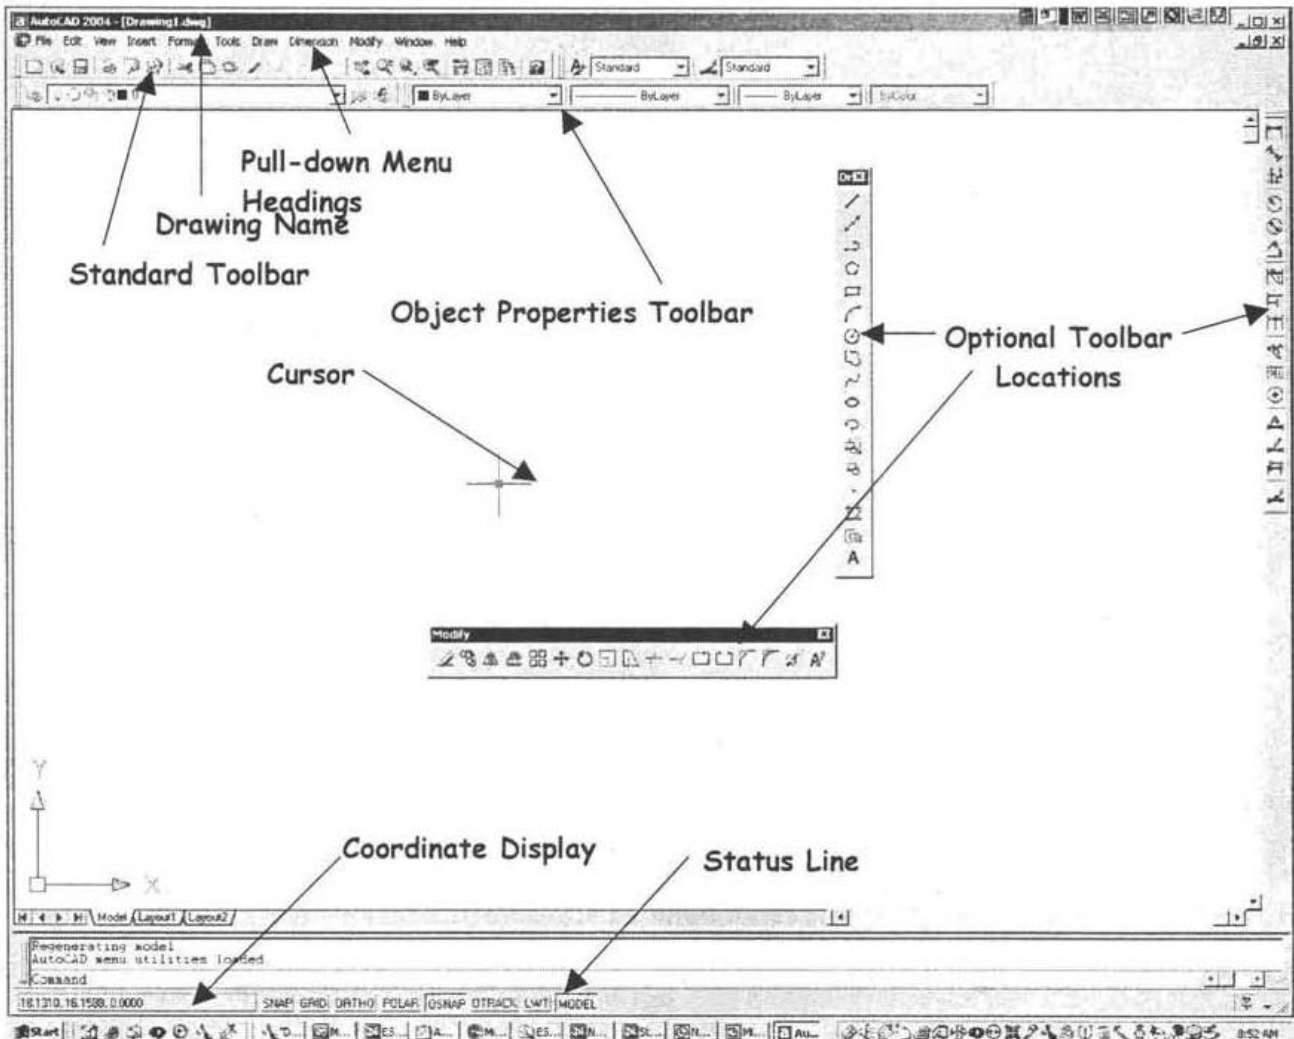 AutoCAD 2004 - [Drawing1.dwg]
File Edit View Insert Format Tools Draw Dimension Modify Window Help
Standard Standard
ByLayer ByLayer ByLayer ByColor
Pull-down Menu
Headings
Drawing Name
Standard Toolbar
Object Properties Toolbar
Optional Toolbar
Locations
Cursor
A
Modify
Y
X
Coordinate Display
Status Line
Model Layout1 Layout2
Regenerating model
AutoCAD menu utilities loaded.
Command
SNAP GRID ORTHO POLAR OSNAP OTRACK LWT MODEL
Start Au... 8:52 AM